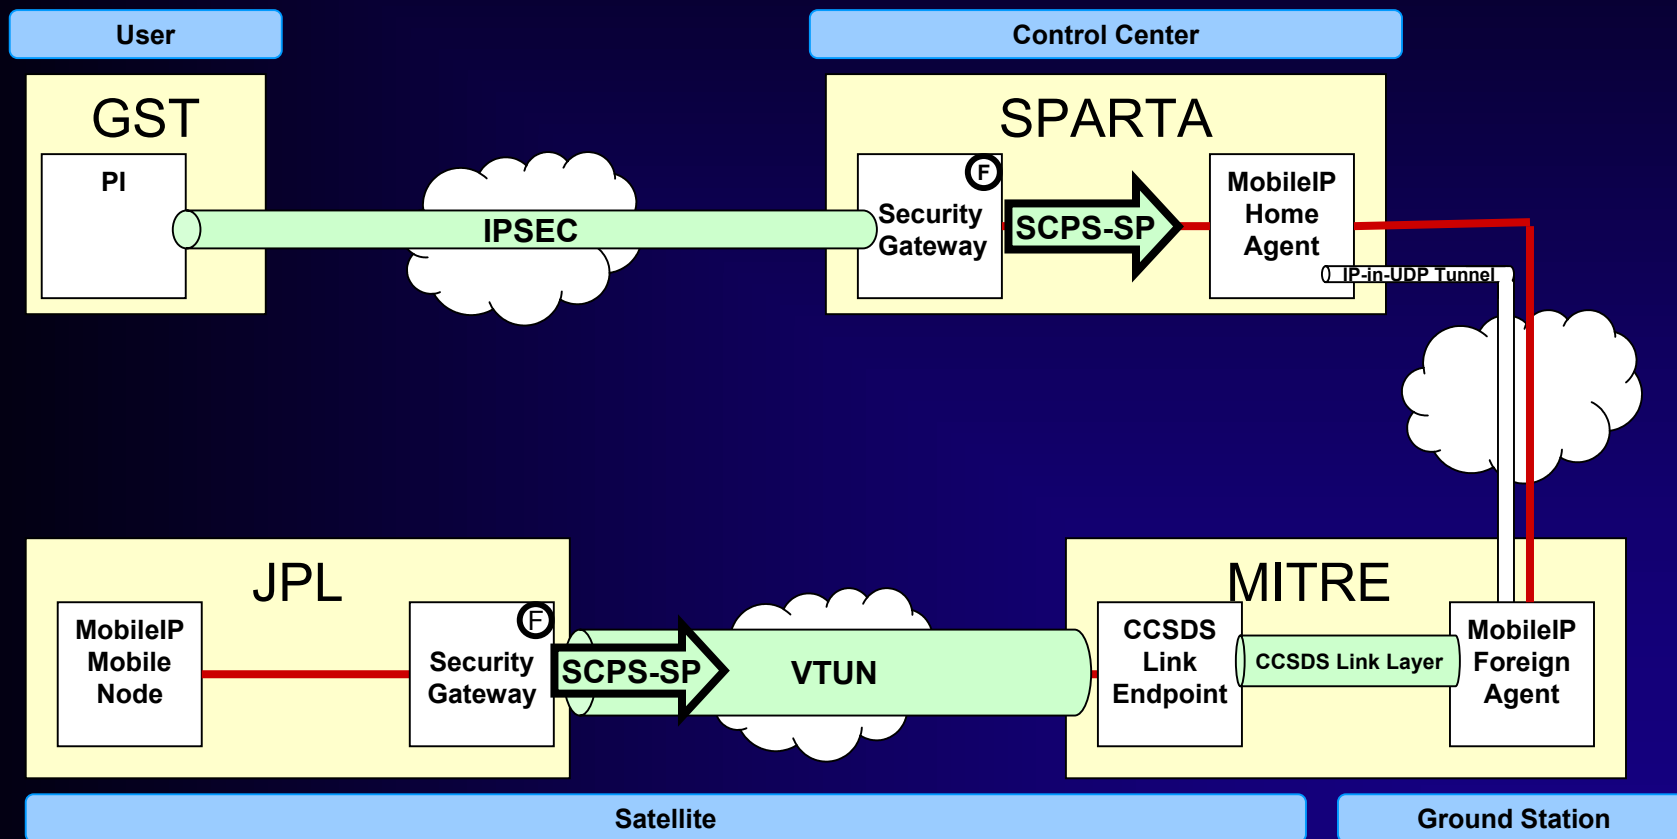 User
Control Center
GST
SPARTA
PI
F
MobileIP
Home
Agent
Security
Gateway
SCPS-SP
IPSEC
IP-in-UDP Tunnel
JPL
MITRE
MobileIP
Mobile
Node
F
Security
Gateway
SCPS-SP
VTUN
CCSDS
Link
Endpoint
CCSDS Link Layer
MobileIP
Foreign
Agent
Satellite
Ground Station